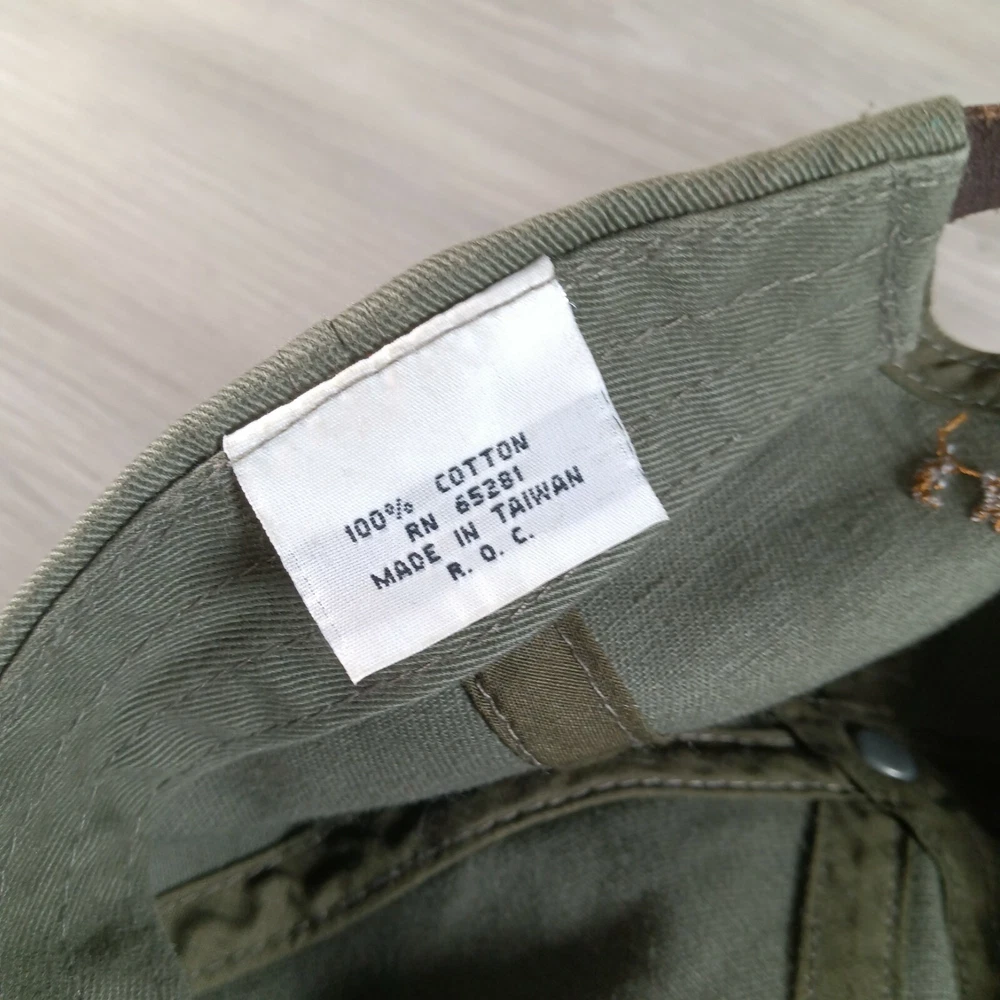 100% COTTON
RN 65281
MADE IN TAIWAN
R. O. C.